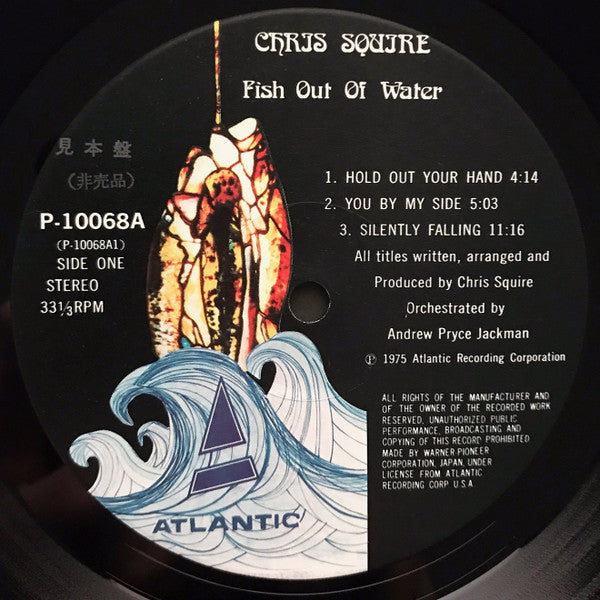 CHRIS SQUIRE
Fish Out Of Water
見本盤
(非売品)
P-10068A
(P-10068A1)
SIDE ONE
STEREO
33⅓RPM
1. HOLD OUT YOUR HAND 4:14
2. YOU BY MY SIDE 5:03
3. SILENTLY FALLING 11:16
All titles written, arranged and
Produced by Chris Squire
Orchestrated by
Andrew Pryce Jackman
Ⓟ 1975 Atlantic Recording Corporation
ALL RIGHTS OF THE MANUFACTURER AND
OF THE OWNER OF THE RECORDED WORK
RESERVED, UNAUTHORIZED PUBLIC
PERFORMANCE, BROADCASTING AND
COPYING OF THIS RECORD PROHIBITED
MADE BY WARNER-PIONEER
CORPORATION, JAPAN, UNDER
LICENSE FROM ATLANTIC
RECORDING CORP U.S.A.
ATLANTIC